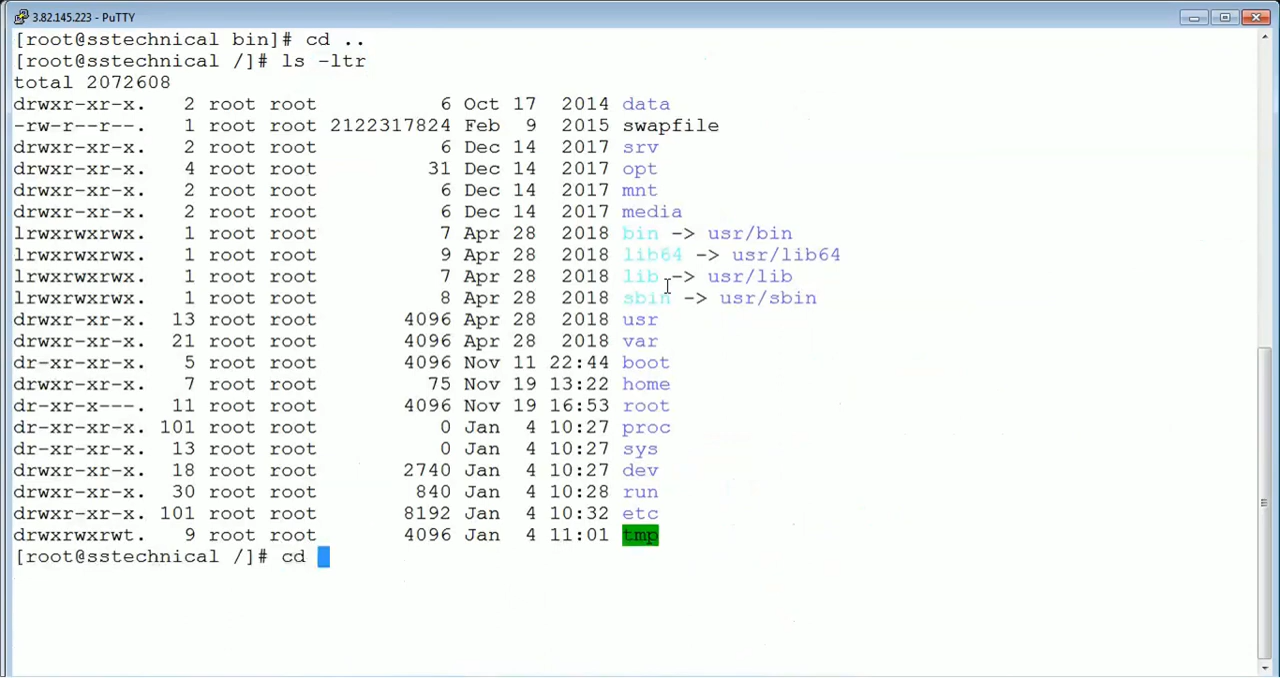 3.82.145.223 - PuTTY
[root@sstechnical bin]# cd ..
[root@sstechnical /]# ls -ltr
total 2072608
drwxr-xr-x. 2 root root 6 Oct 17 2014 data
-rw-r--r--. 1 root root 2122317824 Feb 9 2015 swapfile
drwxr-xr-x. 2 root root 6 Dec 14 2017 srv
drwxr-xr-x. 4 root root 31 Dec 14 2017 opt
drwxr-xr-x. 2 root root 6 Dec 14 2017 mnt
drwxr-xr-x. 2 root root 6 Dec 14 2017 media
lrwxrwxrwx. 1 root root 7 Apr 28 2018 bin -> usr/bin
lrwxrwxrwx. 1 root root 9 Apr 28 2018 lib64 -> usr/lib64
lrwxrwxrwx. 1 root root 7 Apr 28 2018 lib -> usr/lib
lrwxrwxrwx. 1 root root 8 Apr 28 2018 sbin -> usr/sbin
drwxr-xr-x. 13 root root 4096 Apr 28 2018 usr
drwxr-xr-x. 21 root root 4096 Apr 28 2018 var
dr-xr-xr-x. 5 root root 4096 Nov 11 22:44 boot
drwxr-xr-x. 7 root root 75 Nov 19 13:22 home
dr-xr-x---. 11 root root 4096 Nov 19 16:53 root
dr-xr-xr-x. 101 root root 0 Jan 4 10:27 proc
dr-xr-xr-x. 13 root root 0 Jan 4 10:27 sys
drwxr-xr-x. 18 root root 2740 Jan 4 10:27 dev
drwxr-xr-x. 30 root root 840 Jan 4 10:28 run
drwxr-xr-x. 101 root root 8192 Jan 4 10:32 etc
drwxrwxrwt. 9 root root 4096 Jan 4 11:01 tmp
[root@sstechnical /]# cd